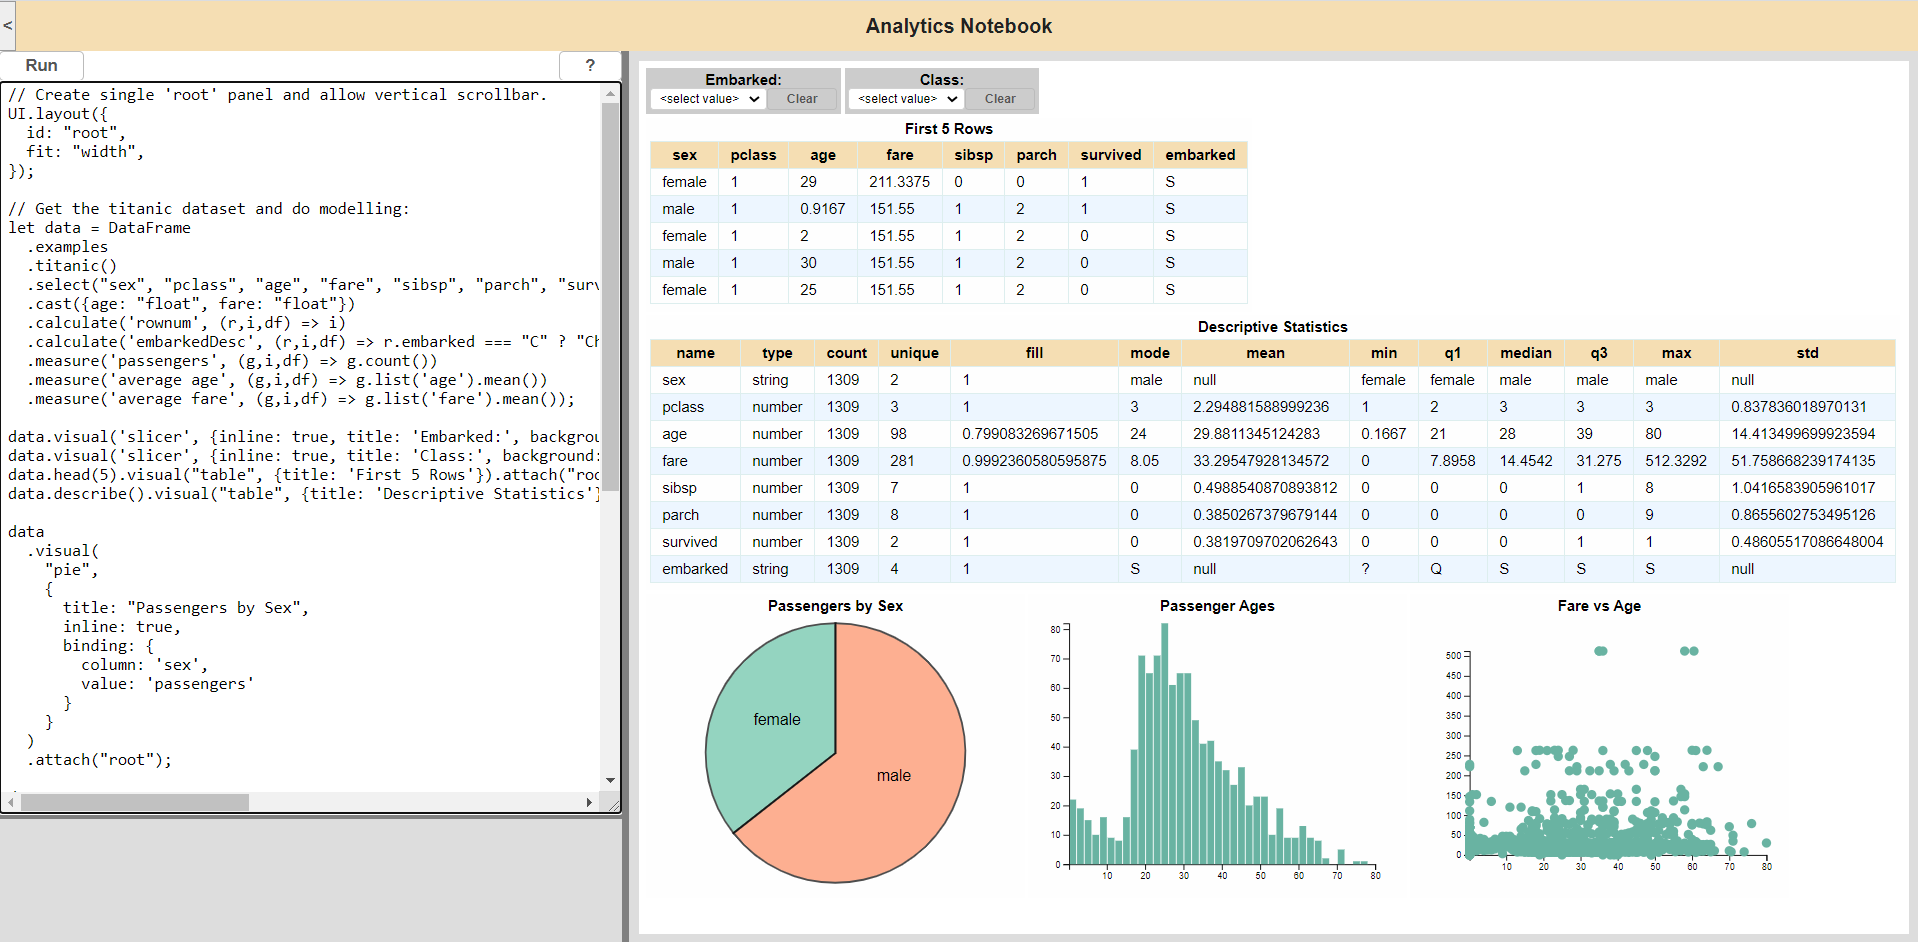 <
Analytics Notebook
Run
?
// Create single 'root' panel and allow vertical scrollbar.
UI.layout({
  id: "root",
  fit: "width",
});
// Get the titanic dataset and do modelling:
let data = DataFrame
  .examples
  .titanic()
  .select("sex", "pclass", "age", "fare", "sibsp", "parch", "surv
  .cast({age: "float", fare: "float"})
  .calculate('rownum', (r,i,df) => i)
  .calculate('embarkedDesc', (r,i,df) => r.embarked === "C" ? "Ch
  .measure('passengers', (g,i,df) => g.count())
  .measure('average age', (g,i,df) => g.list('age').mean())
  .measure('average fare', (g,i,df) => g.list('fare').mean());
data.visual('slicer', {inline: true, title: 'Embarked:', backgrou
data.visual('slicer', {inline: true, title: 'Class:', background:
data.head(5).visual("table", {title: 'First 5 Rows'}).attach("roo
data.describe().visual("table", {title: 'Descriptive Statistics'}
data
  .visual(
    "pie",
    {
      title: "Passengers by Sex",
      inline: true,
      binding: {
        column: 'sex',
        value: 'passengers'
      }
    }
  )
  .attach("root");
Embarked: Class:
<select value> Clear <select value> Clear
First 5 Rows
sex pclass age fare sibsp parch survived embarked
female 1 29 211.3375 0 0 1 S
male 1 0.9167 151.55 1 2 1 S
female 1 2 151.55 1 2 0 S
male 1 30 151.55 1 2 0 S
female 1 25 151.55 1 2 0 S
Descriptive Statistics
name type count unique fill mode mean min q1 median q3 max std
sex string 1309 2 1 male null female female male male male null
pclass number 1309 3 1 3 2.294881588999236 1 2 3 3 3 0.837836018970131
age number 1309 98 0.799083269671505 24 29.8811345124283 0.1667 21 28 39 80 14.413499699923594
fare number 1309 281 0.9992360580595875 8.05 33.29547928134572 0 7.8958 14.4542 31.275 512.3292 51.758668239174135
sibsp number 1309 7 1 0 0.4988540870893812 0 0 0 1 8 1.0416583905961017
parch number 1309 8 1 0 0.3850267379679144 0 0 0 0 9 0.8655602753495126
survived number 1309 2 1 0 0.3819709702062643 0 0 0 1 1 0.48605517086648004
embarked string 1309 4 1 S null ? Q S S S null
Passengers by Sex
female
male
Passenger Ages
80
70
60
50
40
30
20
10
0
10 20 30 40 50 60 70 80
Fare vs Age
500
450
400
350
300
250
200
150
100
50
0
10 20 30 40 50 60 70 80